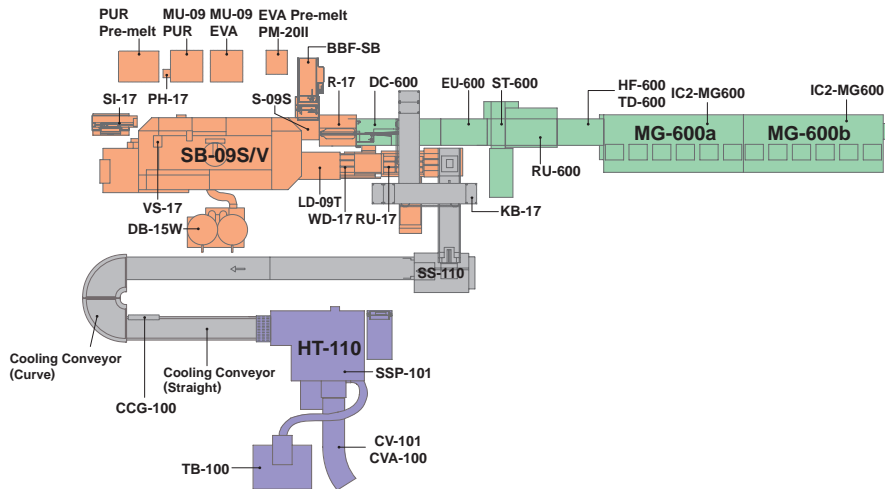 PUR
Pre-melt
MU-09
PUR
MU-09
EVA
EVA Pre-melt
PM-20II
BBF-SB
SI-17
PH-17
S-09S
R-17
DC-600
EU-600
ST-600
HF-600
TD-600
IC2-MG600
IC2-MG600
MG-600a
MG-600b
SB-09S/V
RU-600
VS-17
LD-09T
WD-17
RU-17
KB-17
DB-15W
SS-110
HT-110
Cooling Conveyor
(Curve)
Cooling Conveyor
(Straight)
SSP-101
CCG-100
CV-101
CVA-100
TB-100